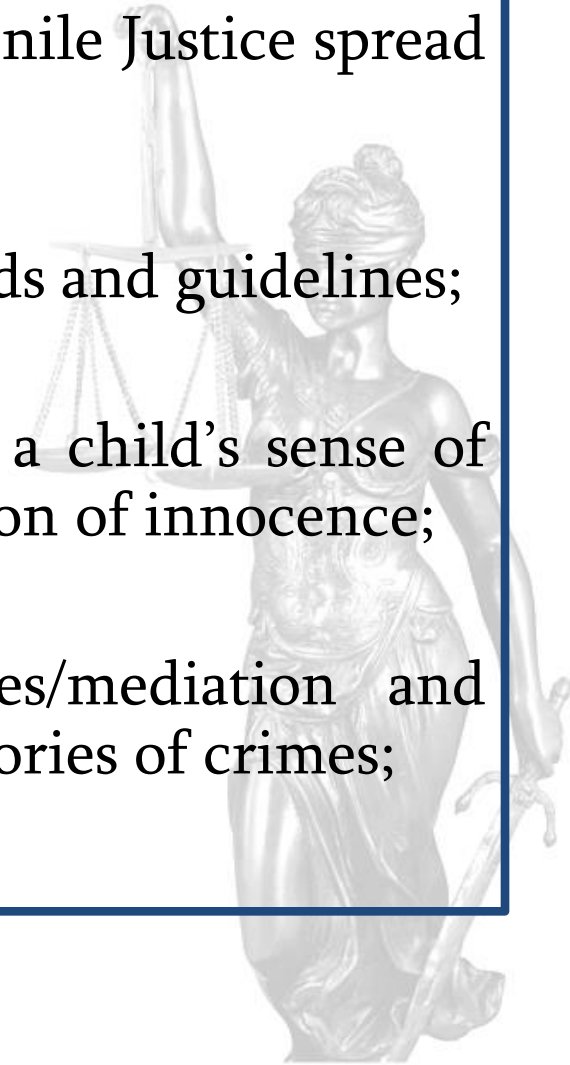 nile Justice spread
ds and guidelines;
a child’s sense of
on of innocence;
es/mediation and
ories of crimes;